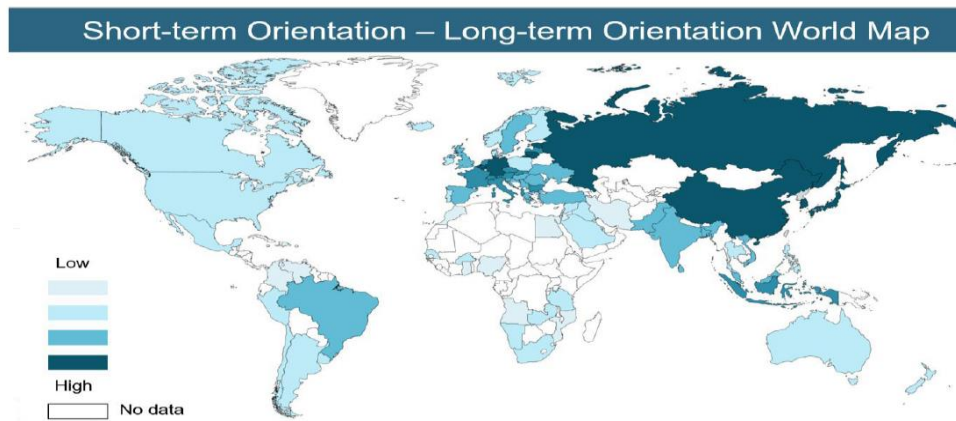 Short-term Orientation – Long-term Orientation World Map
Low
High
No data